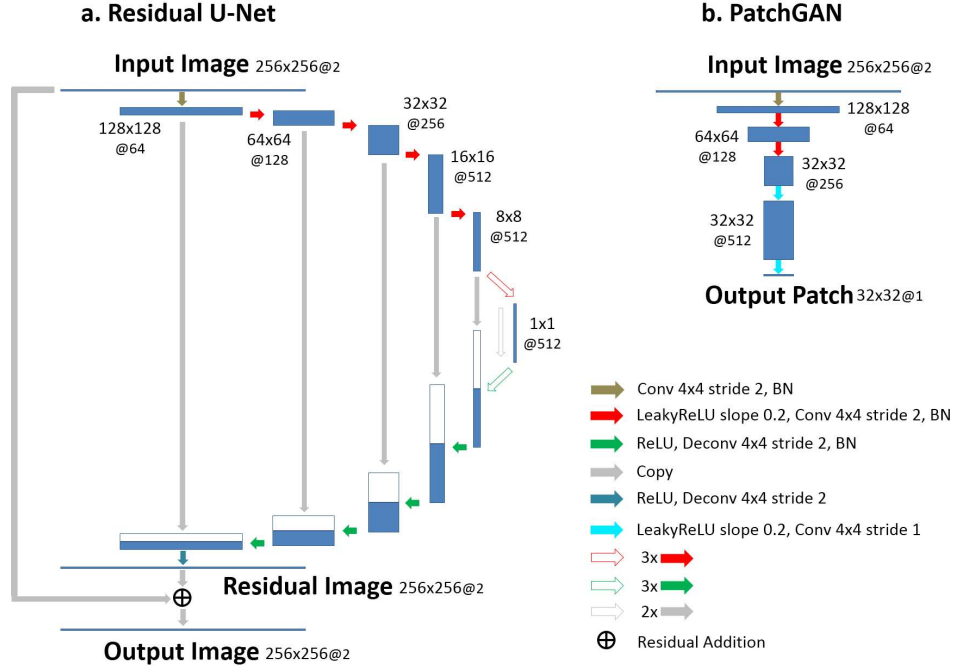 a. Residual U-Net
Input Image 256x256@2
128x128
@64
64x64
@128
32x32
@256
16x16
@512
8x8
@512
1x1
@512
Residual Image 256x256@2
Output Image 256x256@2
b. PatchGAN
Input Image 256x256@2
128x128
@64
64x64
@128
32x32
@256
32x32
@512
Output Patch 32x32@1
Conv 4x4 stride 2, BN
LeakyReLU slope 0.2, Conv 4x4 stride 2, BN
ReLU, Deconv 4x4 stride 2, BN
Copy
ReLU, Deconv 4x4 stride 2
LeakyReLU slope 0.2, Conv 4x4 stride 1
3x
3x
2x
Residual Addition